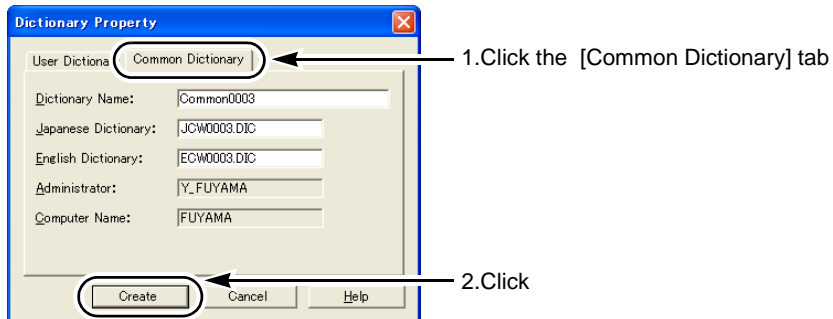 Dictionary Property
User Dictiona Common Dictionary
1.Click the [Common Dictionary] tab
Dictionary Name: Common0003
Japanese Dictionary: JCW0003.DIC
English Dictionary: ECW0003.DIC
Administrator: Y_FUYAMA
Computer Name: FUYAMA
2.Click
Create Cancel Help